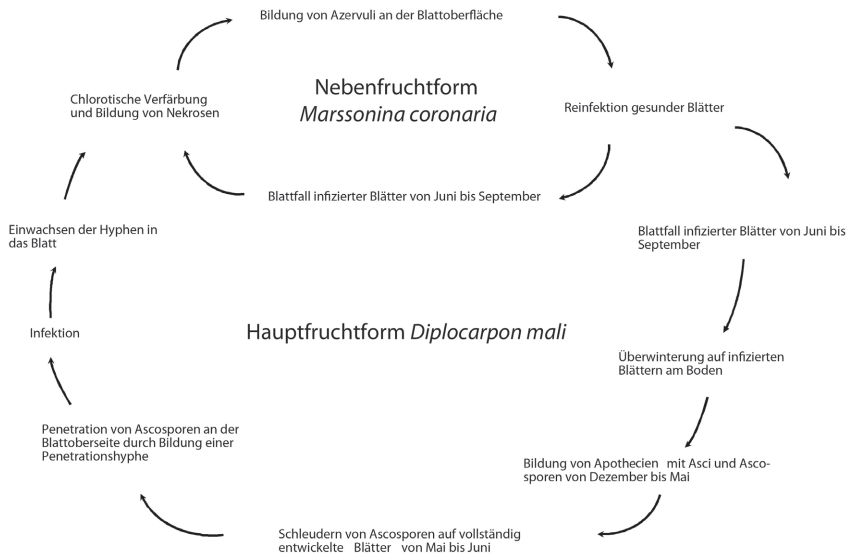 Bildung von Azervuli an der Blattoberfläche
Nebenfruchtform
Marssonina coronaria
Chlorotische Verfärbung
und Bildung von Nekrosen
Reinfektion gesunder Blätter
Blattfall infizierter Blätter von Juni bis September
Einwachsen der Hyphen in
das Blatt
Blattfall infizierter Blätter von Juni bis
September
Infektion
Hauptfruchtform Diplocarpon mali
Überwinterung auf infizierten
Blättern am Boden
Penetration von Ascosporen an der
Blattoberseite durch Bildung einer
Penetrationshyphe
Bildung von Apothecien mit Asci und Asco-
sporen von Dezember bis Mai
Schleudern von Ascosporen auf vollständig
entwickelte Blätter von Mai bis Juni